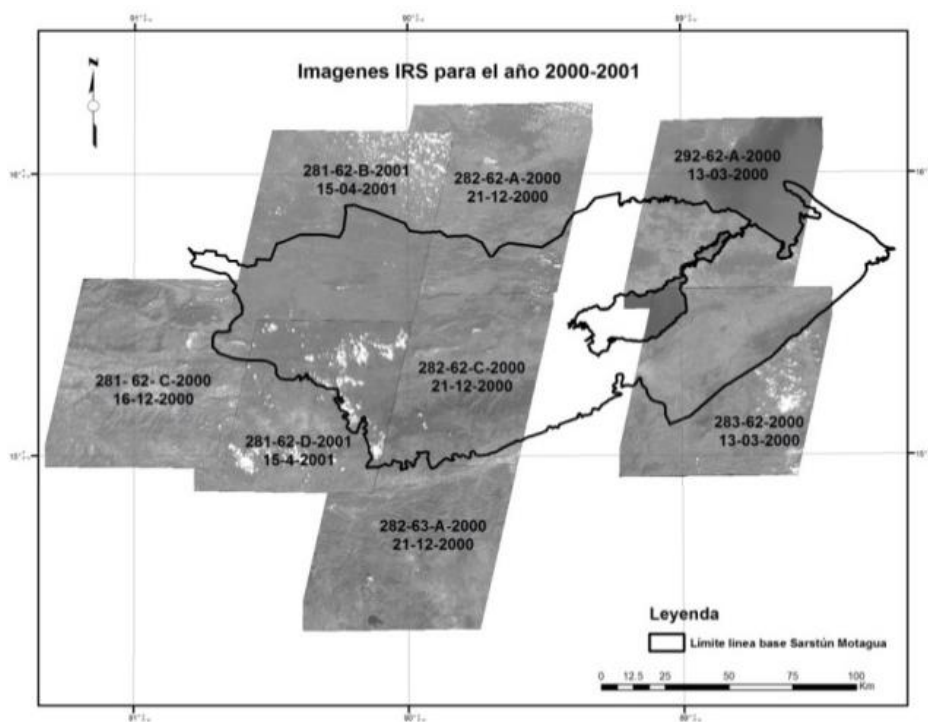 Imagenes IRS para el año 2000-2001
N
281-62-B-2001
15-04-2001
282-62-A-2000
21-12-2000
292-62-A-2000
13-03-2000
281- 62- C-2000
16-12-2000
282-62-C-2000
21-12-2000
281-62-D-2001
15-4-2001
283-62-2000
13-03-2000
282-63-A-2000
21-12-2000
Leyenda
Límite linea base Sarstún Motagua
0 12.5 25 50 75 100
Km